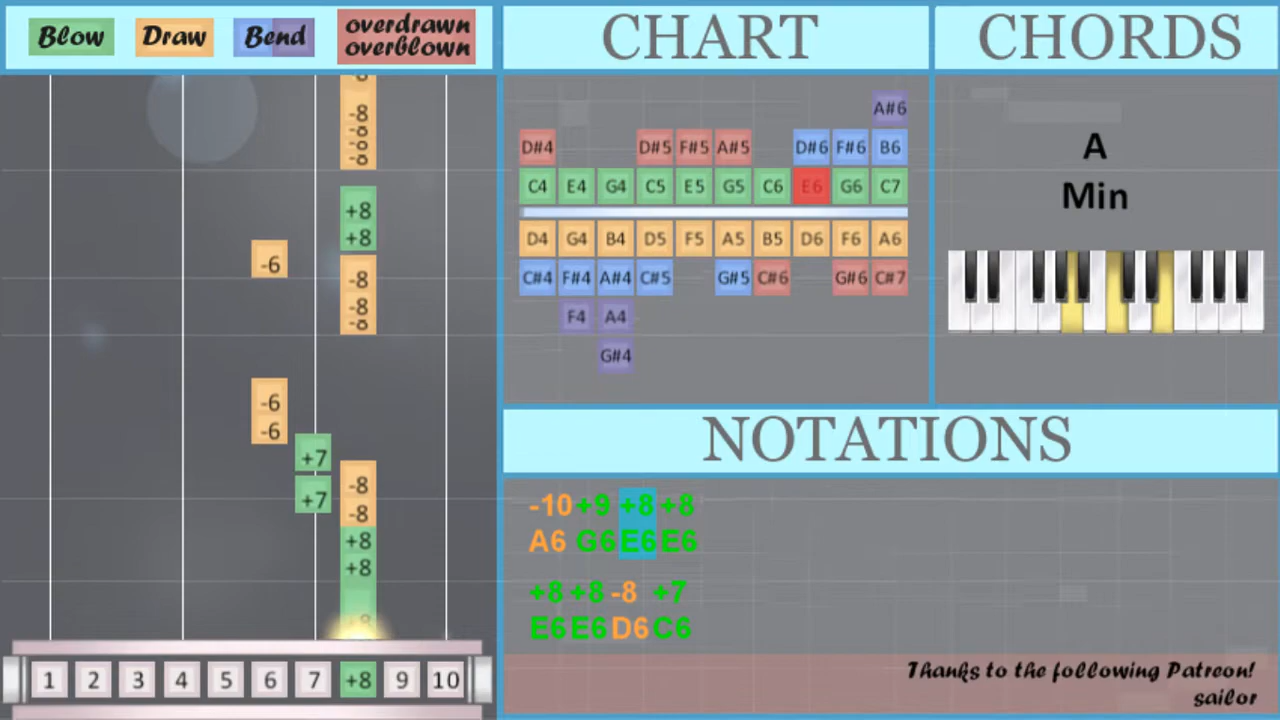 Blow Draw Bend overdrawn
overblown
CHART
CHORDS
-8
-8
-8
-8
+8
+8
-6
-8
-8
-8
-6
-6
+7
+7
-8
-8
+8
+8
1 2 3 4 5 6 7 +8 9 10
A#6
D#4 D#5 F#5 A#5 D#6 F#6 B6
C4 E4 G4 C5 E5 G5 C6 E6 G6 C7
D4 G4 B4 D5 F5 A5 B5 D6 F6 A6
C#4 F#4 A#4 C#5 G#5 C#6 G#6 C#7
F4 A4
G#4
A
Min
NOTATIONS
-10 +9 +8 +8
A6 G6 E6 E6
+8 +8 -8 +7
E6 E6 D6 C6
Thanks to the following Patreon!
sailor